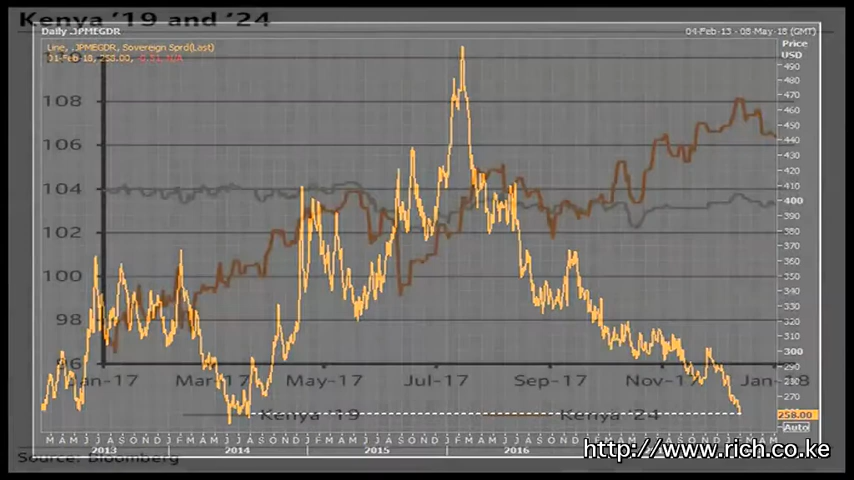 Kenya '19 and '24
Daily .JPMEGDR
04-Feb-13 - 08-May-18 (GMT)
Line, .JPMEGDR, Sovereign Sprd(Last)
01-Feb-18, 258.00,
Price
USD
490
480
470
460
450
440
430
420
410
400
390
380
370
360
350
340
330
320
310
300
290
280
270
258.00
Auto
108
106
104
102
100
98
96
Jan-17 Mar-17 May-17 Jul-17 Sep-17 Nov-17 Jan-18
Kenya '19 Kenya '24
2013 2014 2015 2016
Source: Bloomberg
http://www.rich.co.ke